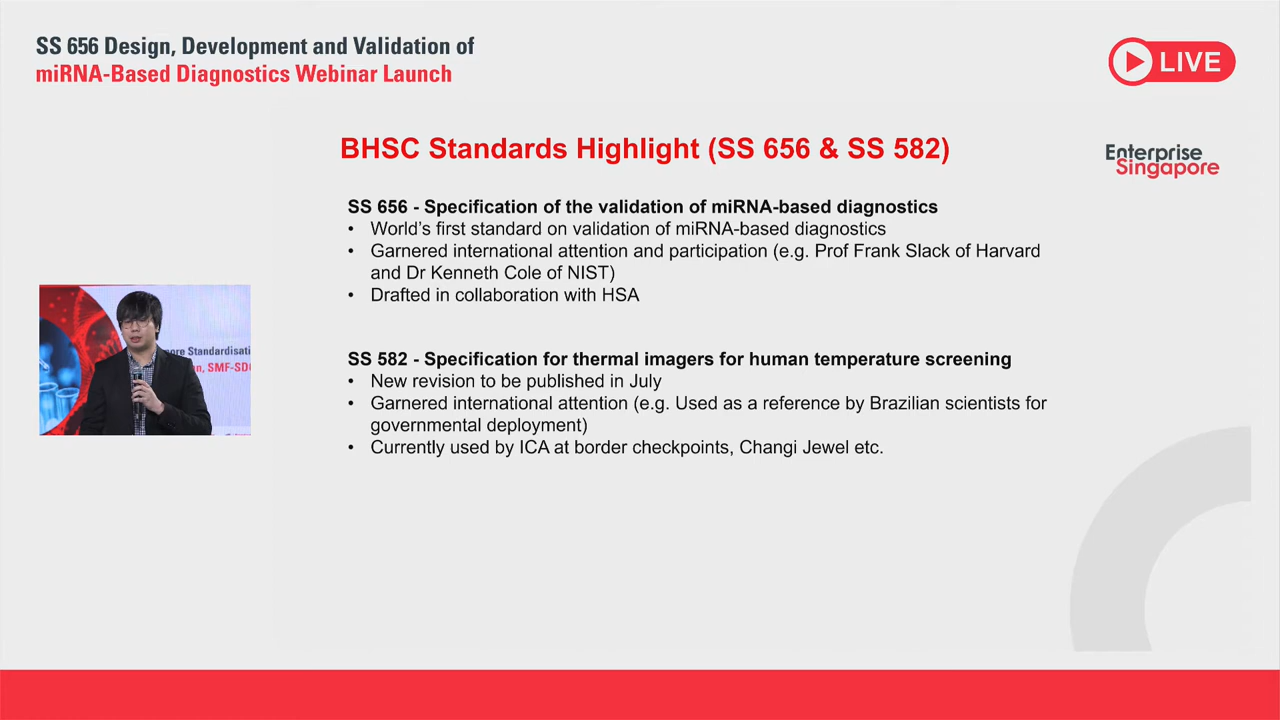 SS 656 Design, Development and Validation of
miRNA-Based Diagnostics Webinar Launch
LIVE
BHSC Standards Highlight (SS 656 & SS 582)
Enterprise
Singapore
SS 656 - Specification of the validation of miRNA-based diagnostics
• World's first standard on validation of miRNA-based diagnostics
• Garnered international attention and participation (e.g. Prof Frank Slack of Harvard
and Dr Kenneth Cole of NIST)
• Drafted in collaboration with HSA
SS 582 - Specification for thermal imagers for human temperature screening
• New revision to be published in July
• Garnered international attention (e.g. Used as a reference by Brazilian scientists for
governmental deployment)
• Currently used by ICA at border checkpoints, Changi Jewel etc.
ore Standardisati
n, SMF-SD